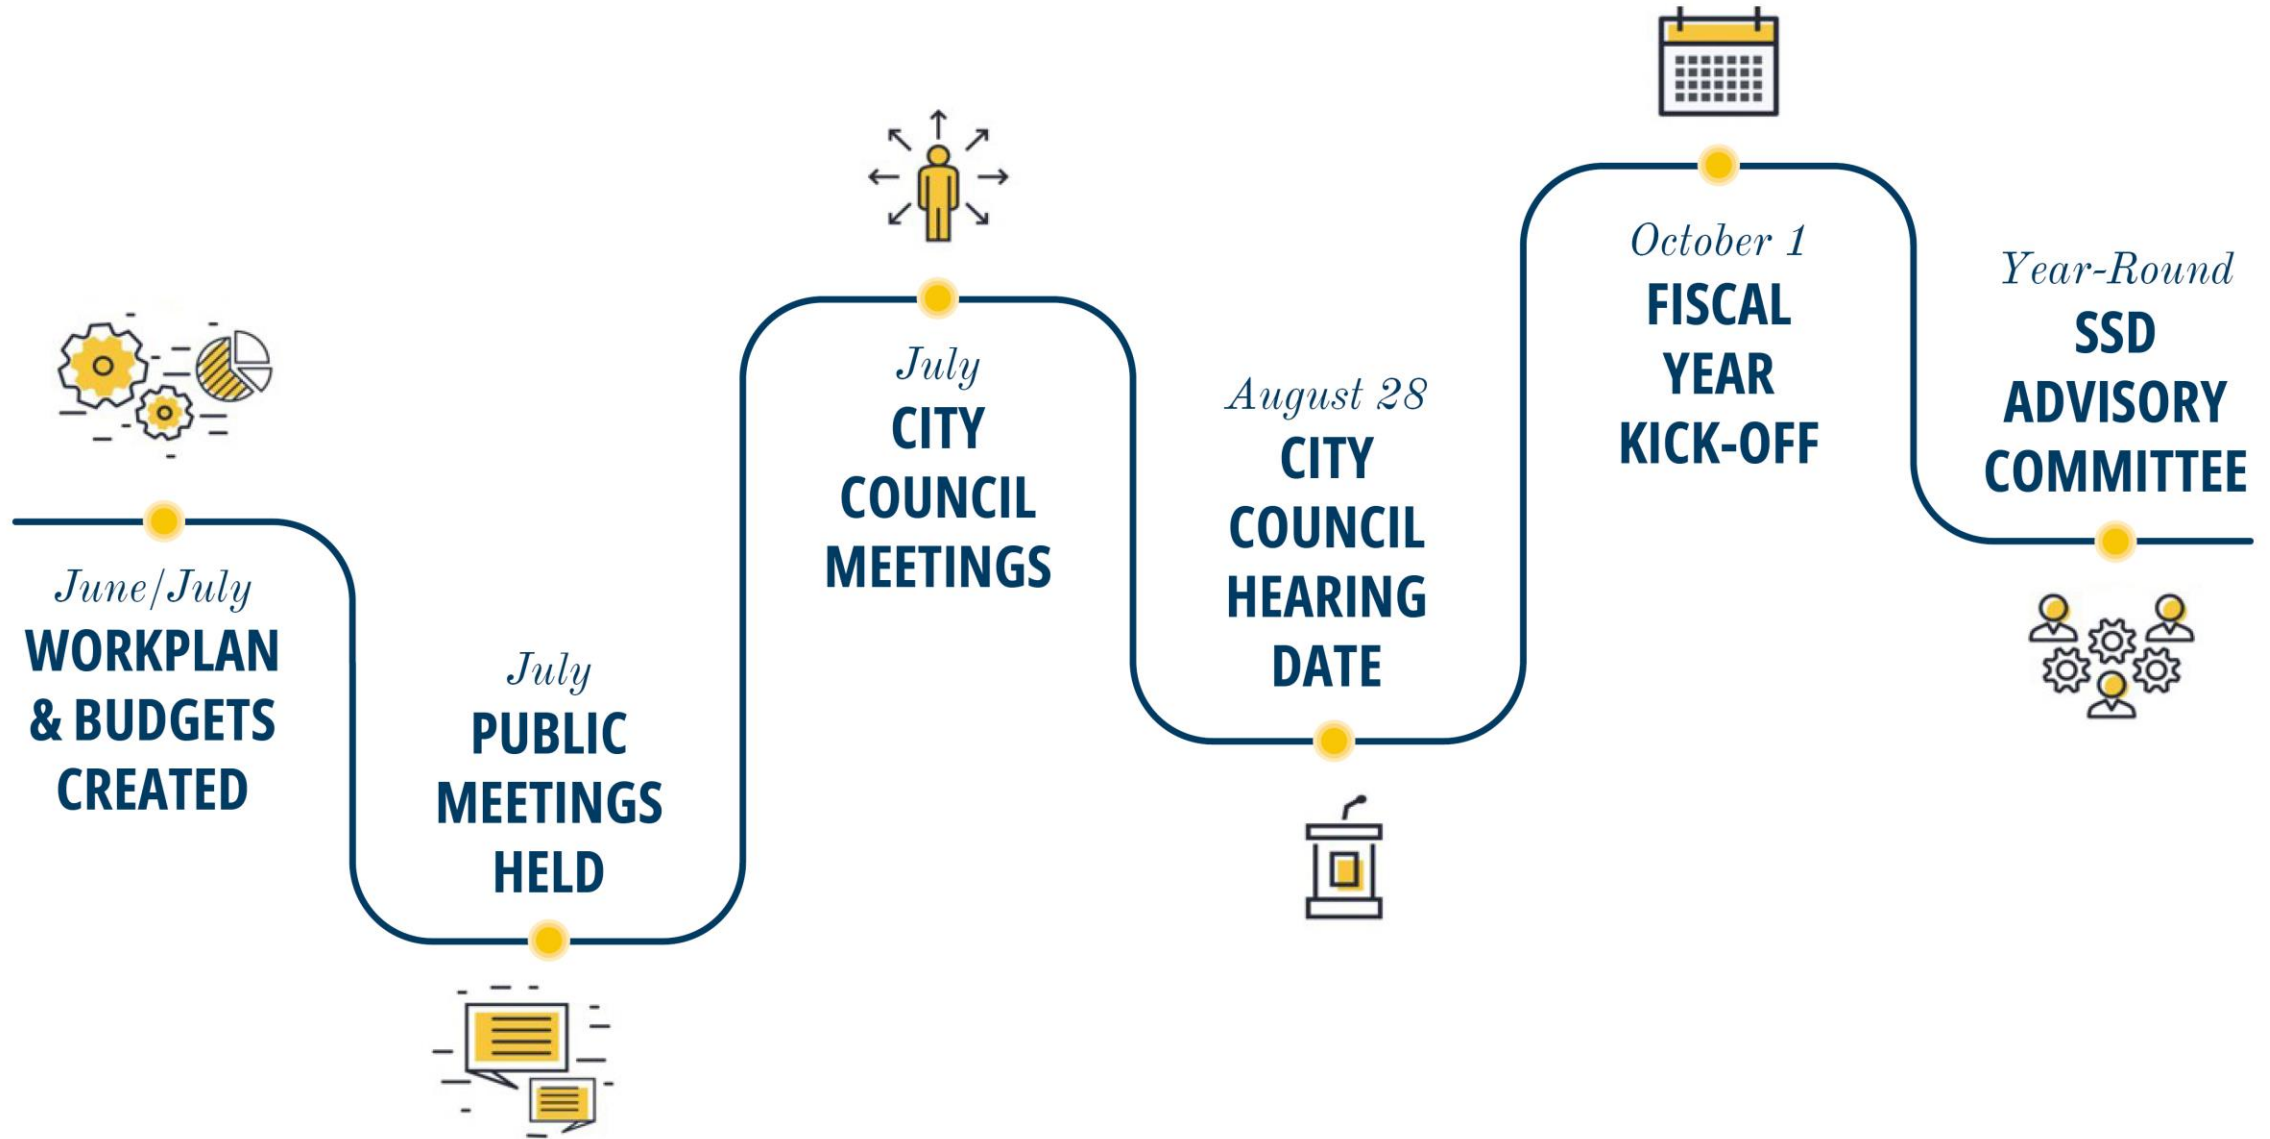 June/July
WORKPLAN
& BUDGETS
CREATED
July
PUBLIC
MEETINGS
HELD
July
CITY
COUNCIL
MEETINGS
August 28
CITY
COUNCIL
HEARING
DATE
October 1
FISCAL
YEAR
KICK-OFF
Year-Round
SSD
ADVISORY
COMMITTEE